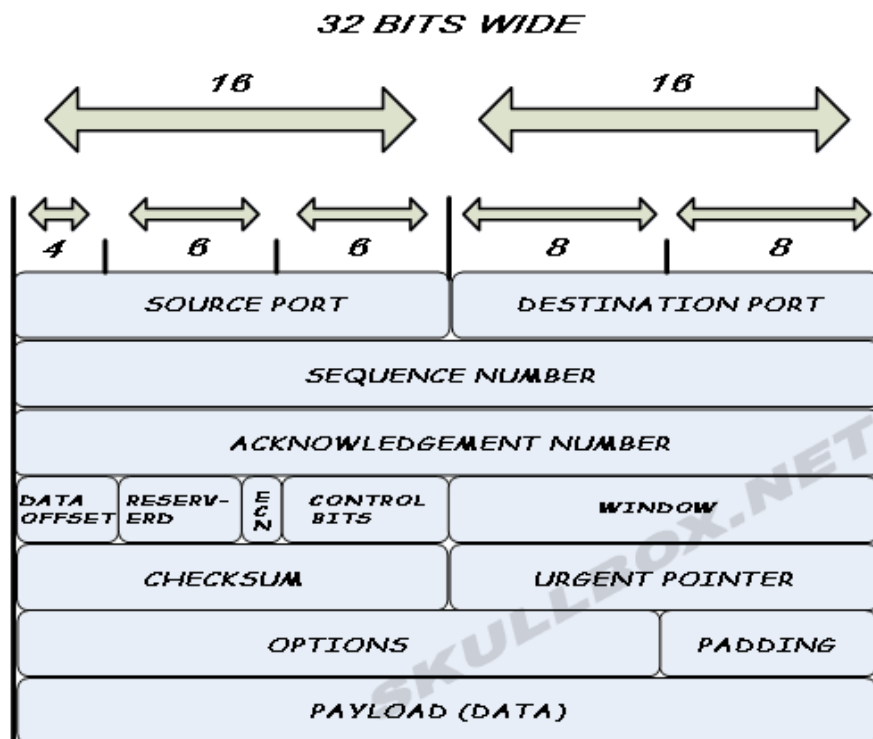 32 BITS WIDE
16 16
4 6 6 8 8
SOURCE PORT DESTINATION PORT
SEQUENCE NUMBER
ACKNOWLEDGEMENT NUMBER
DATA OFFSET
RESERV-
ERD
ECN
CONTROL
BITS
WINDOW
CHECKSUM URGENT POINTER
OPTIONS PADDING
PAYLOAD (DATA)
SKULLBOX.NET